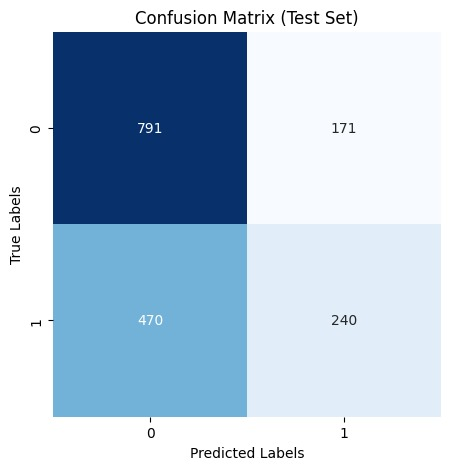 Confusion Matrix (Test Set)
True Labels
0
791
171
1
470
240
0
1
Predicted Labels